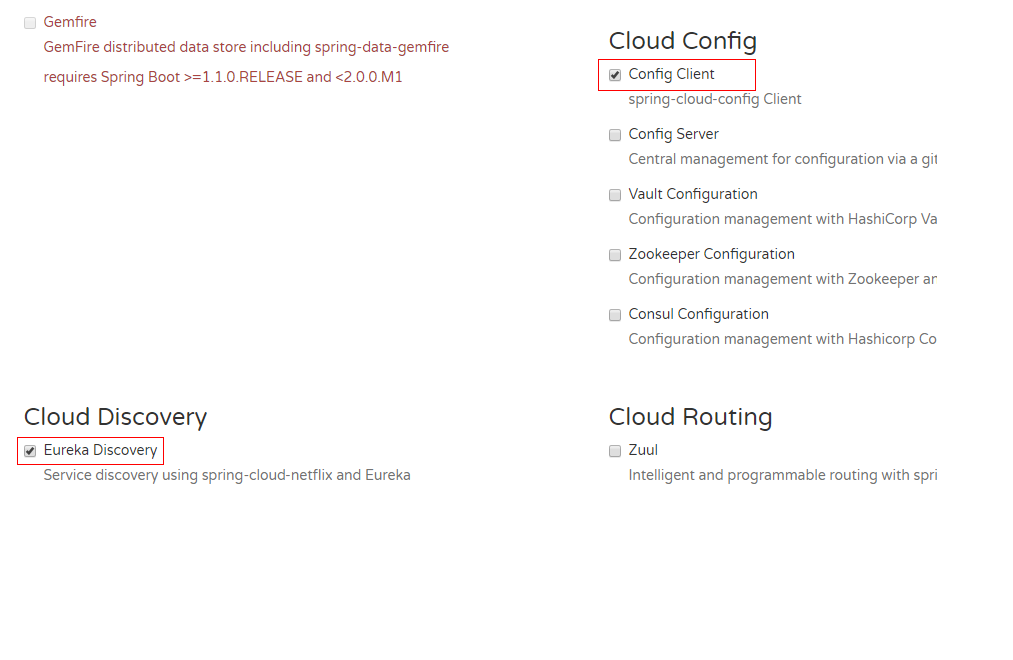 Gemfire
GemFire distributed data store including spring-data-gemfire
requires Spring Boot >=1.1.0.RELEASE and <2.0.0.M1
Cloud Config
Config Client
spring-cloud-config Client
Config Server
Central management for configuration via a git
Vault Configuration
Configuration management with HashiCorp Va
Zookeeper Configuration
Configuration management with Zookeeper an
Consul Configuration
Configuration management with Hashicorp Co
Cloud Discovery
Eureka Discovery
Service discovery using spring-cloud-netflix and Eureka
Cloud Routing
Zuul
Intelligent and programmable routing with spri